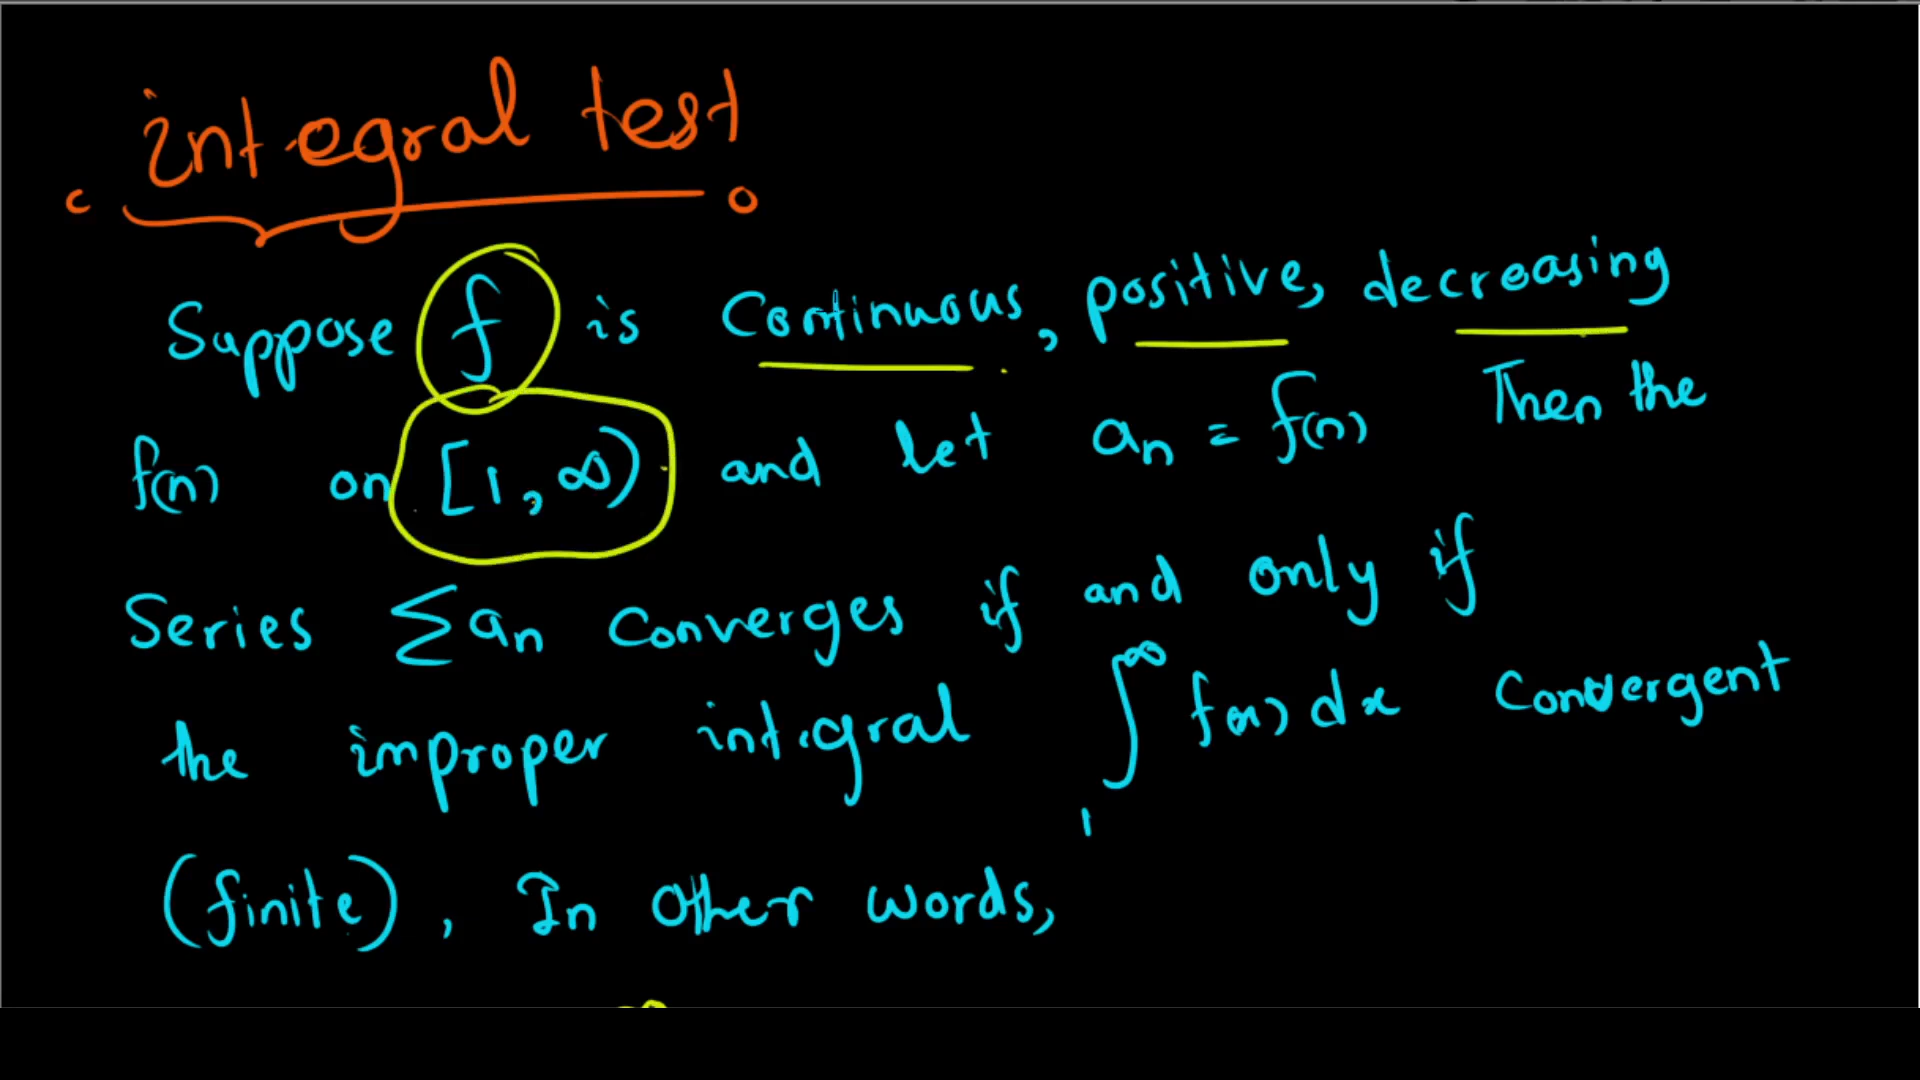 integral test
Suppose f is Continuous, positive, decreasing
f(n) on [1, ∞) and let an = f(n) Then the
Series ∑an Converges if and only if
the improper integral ∫₁^∞ f(x) dx Convergent
(finite), In other words,